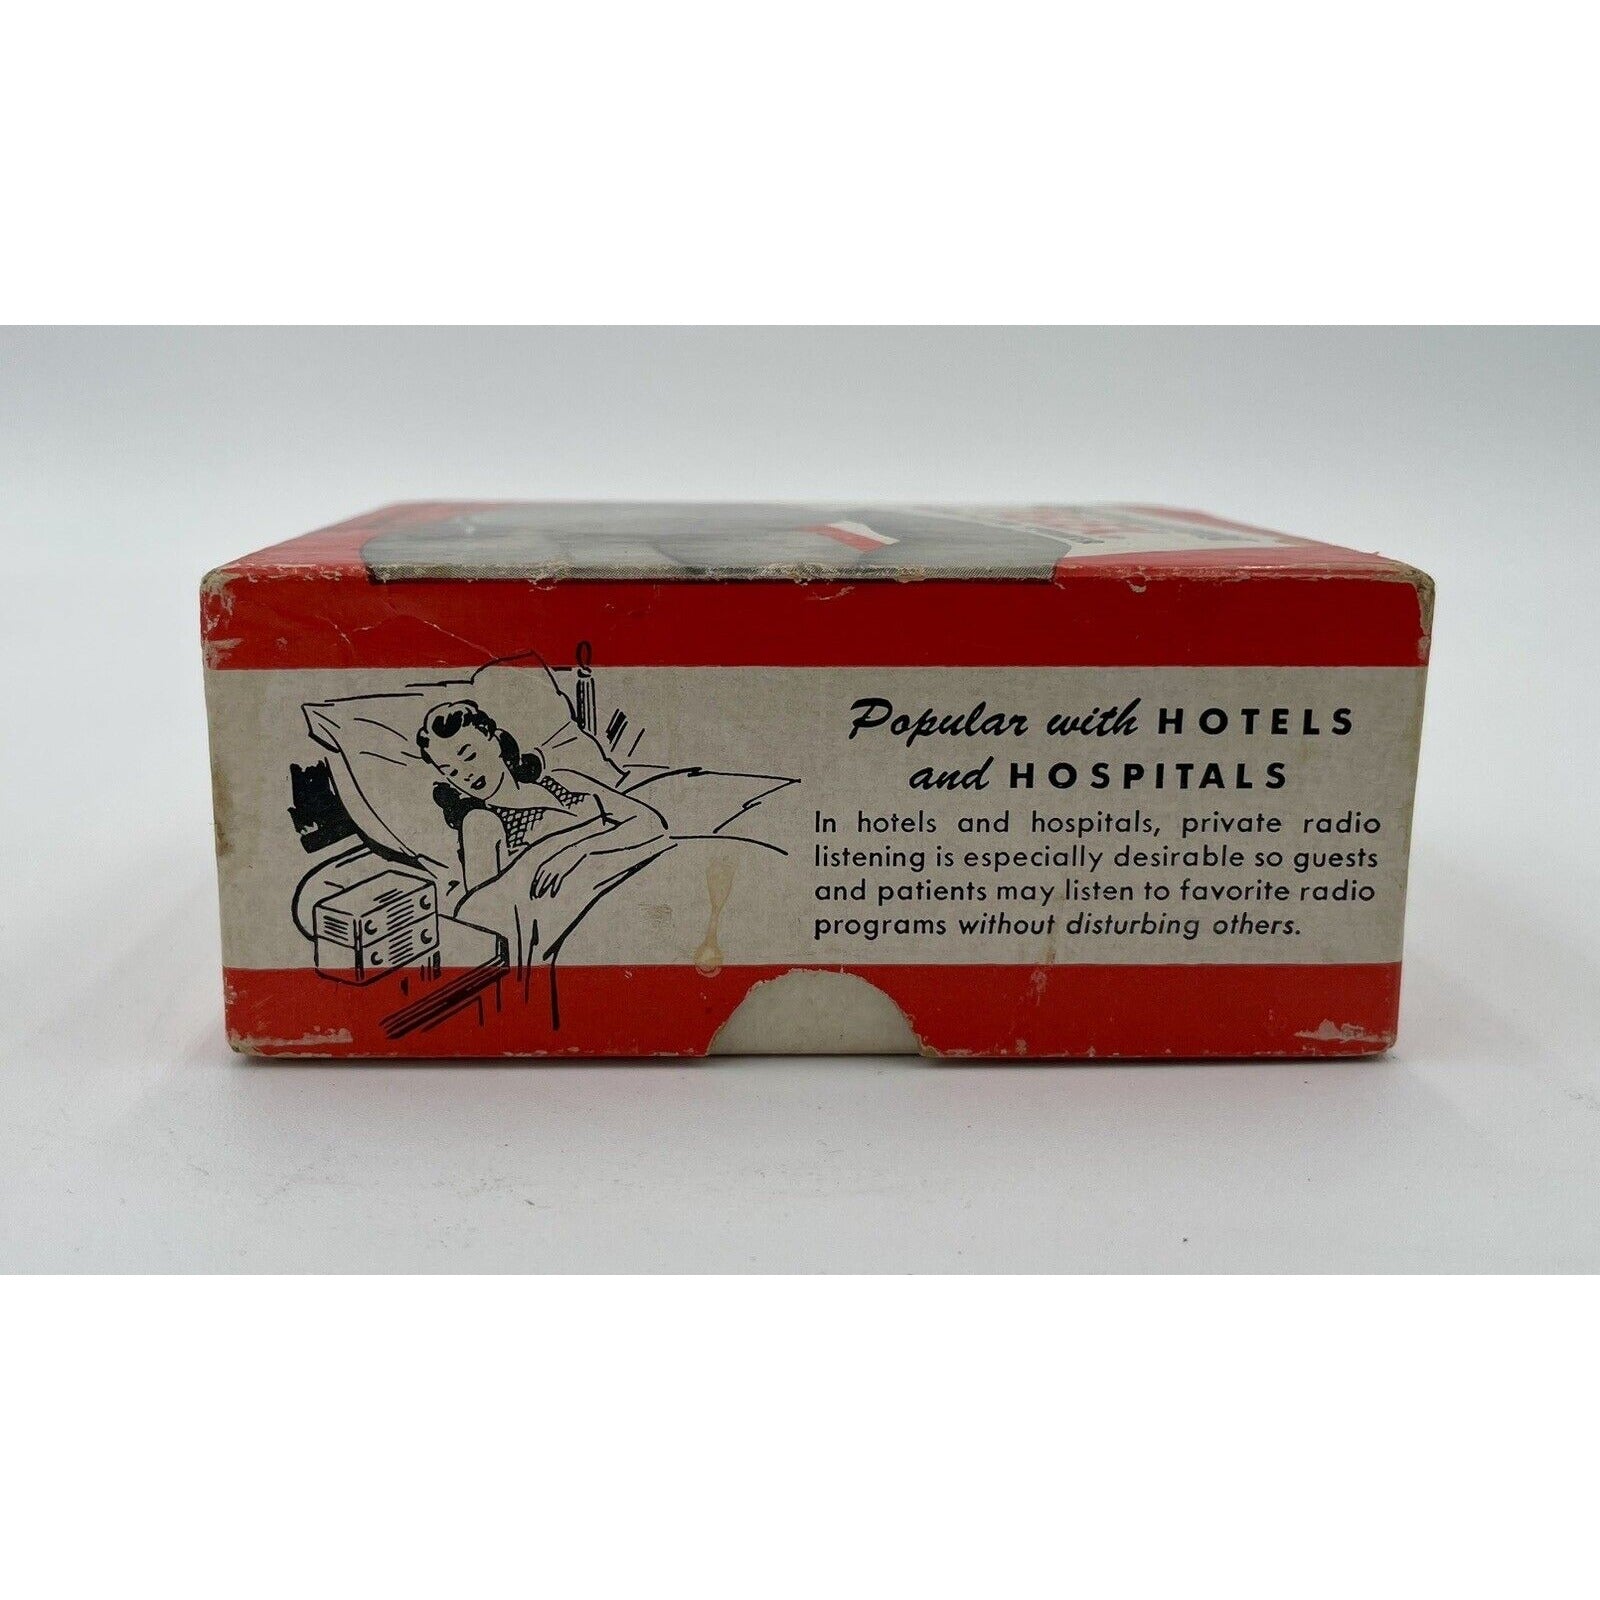 Popular with HOTELS
and HOSPITALS
In hotels and hospitals, private radio
listening is especially desirable so guests
and patients may listen to favorite radio
programs without disturbing others.